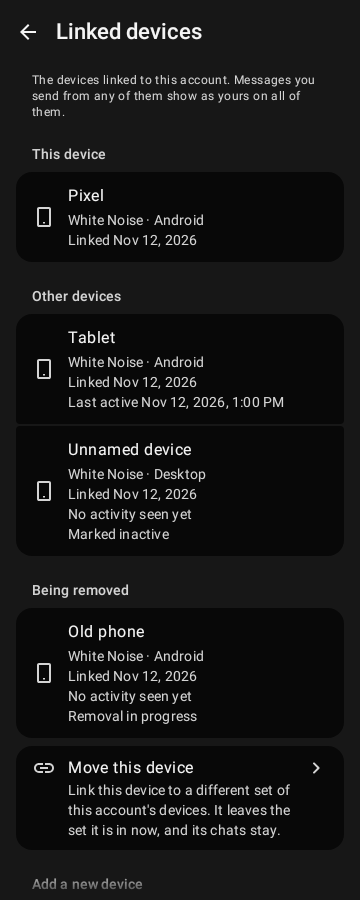 Linked devices
The devices linked to this account. Messages you
send from any of them show as yours on all of
them.
This device
Pixel
White Noise · Android
Linked Nov 12, 2026
Other devices
Tablet
White Noise · Android
Linked Nov 12, 2026
Last active Nov 12, 2026, 1:00 PM
Unnamed device
White Noise · Desktop
Linked Nov 12, 2026
No activity seen yet
Marked inactive
Being removed
Old phone
White Noise · Android
Linked Nov 12, 2026
No activity seen yet
Removal in progress
Move this device
Link this device to a different set of
this account's devices. It leaves the
set it is in now, and its chats stay.
Add a new device